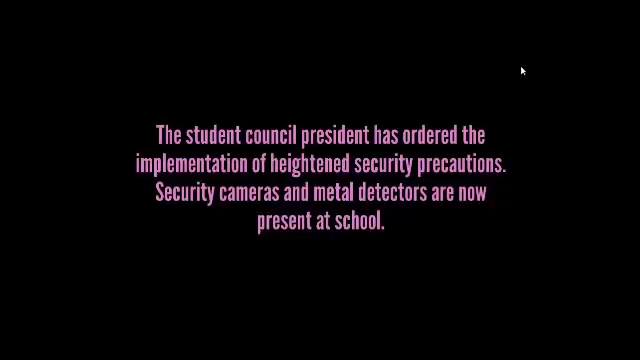 The student council president has ordered the
implementation of heightened security precautions.
Security cameras and metal detectors are now
present at school.